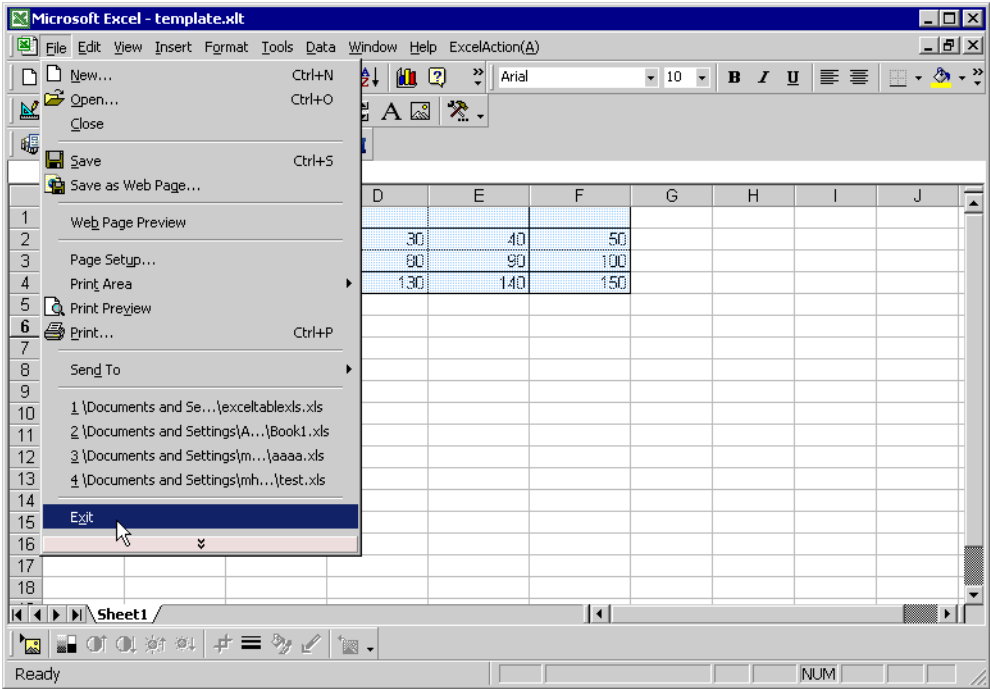 Microsoft Excel - template.xlt
File Edit View Insert Format Tools Data Window Help ExcelAction(A)
New... Ctrl+N
Open... Ctrl+O
Close
Save Ctrl+S
Save as Web Page...
Web Page Preview
Page Setup...
Print Area
Print Preview
Print... Ctrl+P
Send To
1 \Documents and Se...\exceltablexls.xls
2 \Documents and Settings\A...\Book1.xls
3 \Documents and Settings\m...\aaaa.xls
4 \Documents and Settings\mh...\test.xls
Exit
Arial 10 B I U
A
D E F G H I J
1
2 30 40 50
3 80 90 100
4 130 140 150
5
6
7
8
9
10
11
12
13
14
15
16
17
18
Sheet1
Ready NUM